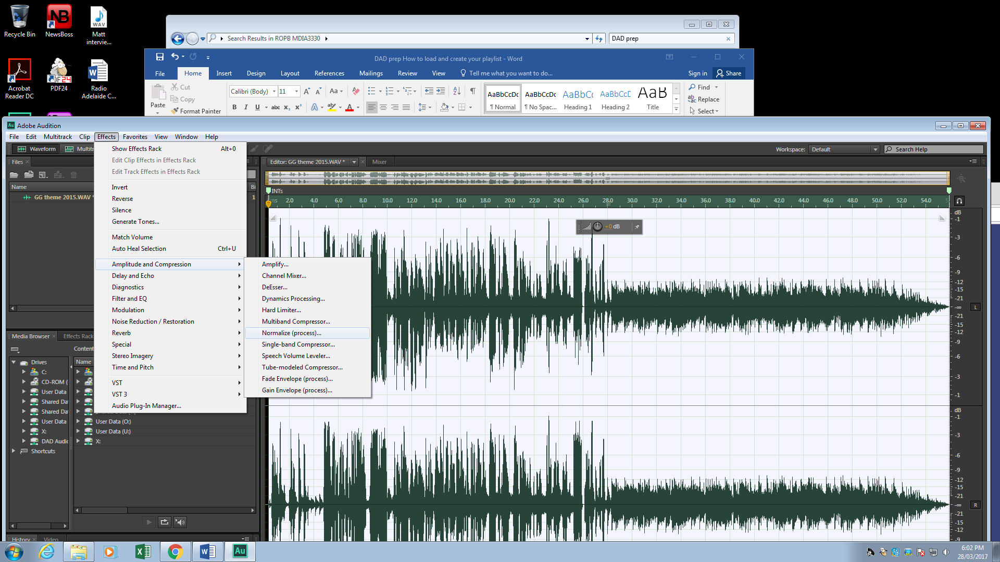 Recycle Bin
NewsBoss
Matt
intervie...
Acrobat
Reader DC
PDF24
Radio
Adelaide C...
Search Results in ROPB MDIA3330
DAD prep
DAD prep How to load and create your playlist - Word
File Home Insert Design Layout References Mailings Review View Tell me what you want to do... Sign in Share
Paste
Cut
Copy
Format Painter
Calibri (Body) 11
AaBbCcDc AaBbCcDc AaBbCc AaBbCcD AaB
¶ Normal ¶ No Spac... Heading 1 Heading 2 Title
Find
Replace
Select
Adobe Audition
File Edit Multitrack Clip Effects Favorites View Window Help
Waveform Multitr
Workspace: Default Search Help
Files
Name
GG theme 2015.WAV *
Bi
1
Show Effects Rack Alt+0
Edit Clip Effects in Effects Rack
Edit Track Effects in Effects Rack
Invert
Reverse
Silence
Generate Tones...
Match Volume
Auto Heal Selection Ctrl+U
Amplitude and Compression
Delay and Echo
Diagnostics
Filter and EQ
Modulation
Noise Reduction / Restoration
Reverb
Special
Stereo Imagery
Time and Pitch
VST
VST 3
Audio Plug-In Manager...
Amplify...
Channel Mixer...
DeEsser...
Dynamics Processing...
Hard Limiter...
Multiband Compressor...
Normalize (process)...
Single-band Compressor...
Speech Volume Leveler...
Tube-modeled Compressor...
Fade Envelope (process)...
Gain Envelope (process)...
Editor: GG theme 2015.WAV * Mixer
INTs
ms 2.0 4.0 6.0 8.0 10.0 12.0 14.0 16.0 18.0 20.0 22.0 24.0 26.0 28.0 30.0 32.0 34.0 36.0 38.0 40.0 42.0 44.0 46.0 48.0 50.0 52.0 54.0
+0 dB
dB
-1
-3
-6
-9
-12
-15
-21
-∞
-21
-15
-12
-9
-6
-3
-1
L
dB
-1
-3
-6
-9
-12
-15
-21
-∞
-21
-15
-12
-9
R
Media Browser Effects Rack
Content
Drives
C:
CD-ROM (
User Data
Shared Da
Shared Da
User Data
X:
DAD Audio
Shortcuts
Name
User Data (O:)
User Data (U:)
X:
History Video
6:02 PM
28/03/2017